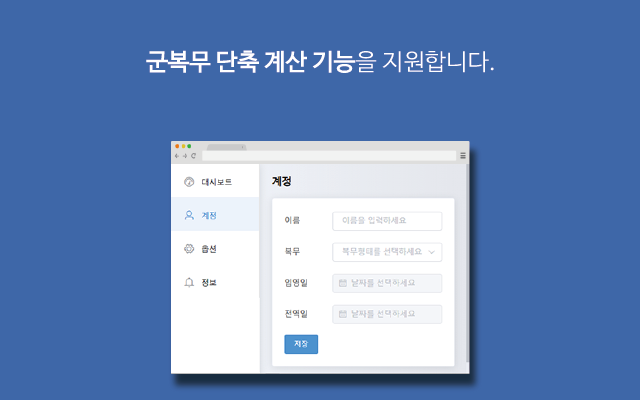 군복무 단축 계산 기능을 지원합니다.
대시보드
계정
옵션
정보
계정
이름
이름을 입력하세요
복무
복무형태를 선택하세요
입영일
날짜를 선택하세요
전역일
날짜를 선택하세요
저장